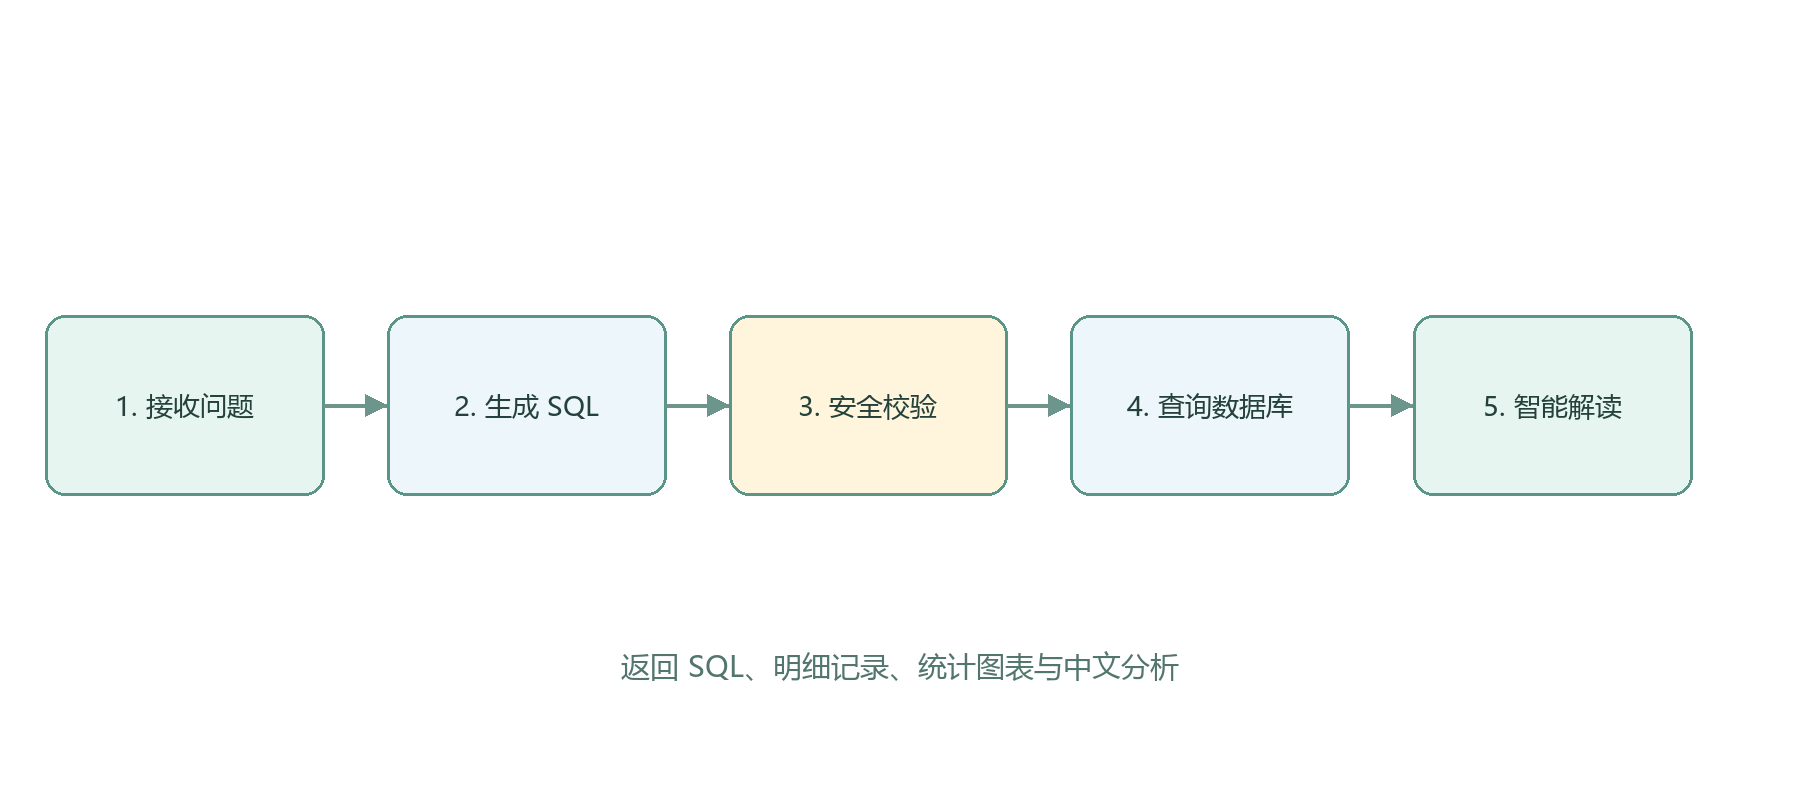 1. 接收问题
2. 生成 SQL
3. 安全校验
4. 查询数据库
5. 智能解读
返回 SQL、明细记录、统计图表与中文分析